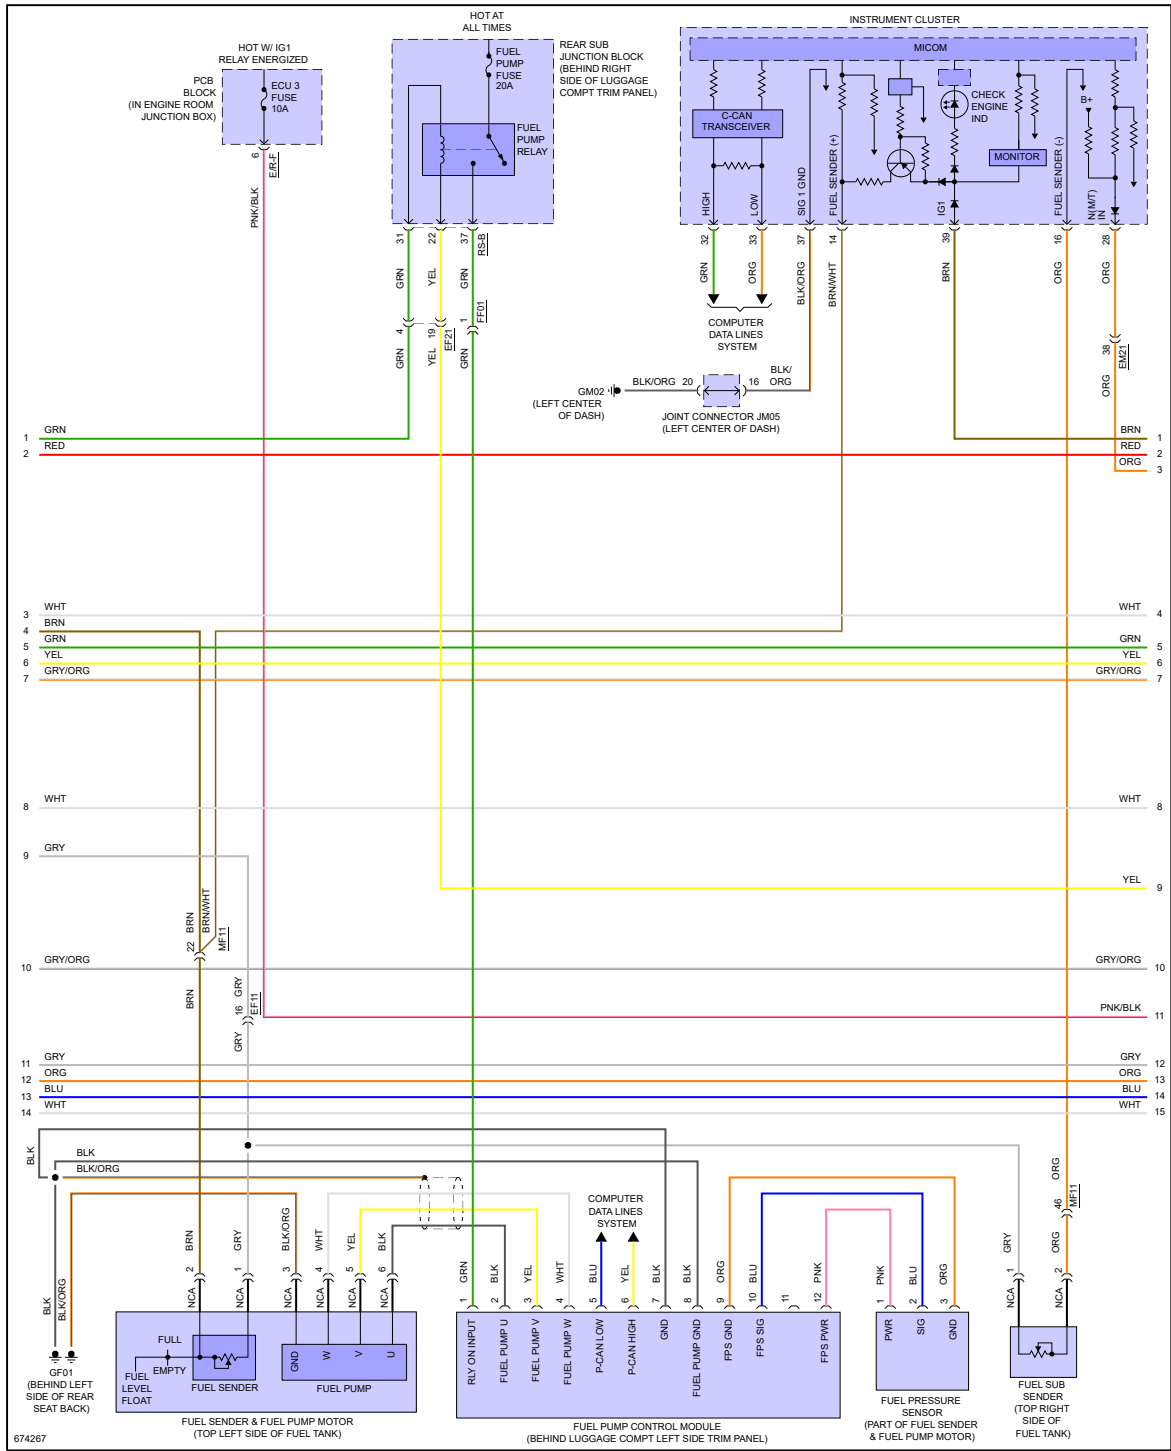 HOT W/ IG1
RELAY ENERGIZED
PCB
BLOCK
(IN ENGINE ROOM
JUNCTION BOX)
ECU 3
FUSE
10A
6
E/R-F
PNK/BLK
HOT AT
ALL TIMES
FUEL
PUMP
FUSE
20A
FUEL
PUMP
RELAY
REAR SUB
JUNCTION BLOCK
(BEHIND RIGHT
SIDE OF LUGGAGE
COMPT TRIM PANEL)
31
22
37
RS-B
GRN
YEL
GRN
4
19
EF21
1
FF01
GRN
YEL
GRN
INSTRUMENT CLUSTER
MICOM
C-CAN
TRANSCEIVER
CHECK
ENGINE
IND
B+
MONITOR
HIGH
LOW
SIG 1 GND
FUEL SENDER (+)
IG1
FUEL SENDER (-)
N(M/T)
IN
32
33
37
14
39
16
28
GRN
ORG
BLK/ORG
BRN/WHT
BRN
ORG
ORG
COMPUTER
DATA LINES
SYSTEM
38
EM21
ORG
GM02
(LEFT CENTER
OF DASH)
BLK/ORG 20
16
BLK/
ORG
JOINT CONNECTOR JM05
(LEFT CENTER OF DASH)
1 GRN
BRN 1
2 RED
RED 2
ORG 3
3 WHT
WHT 4
4 BRN
5 GRN
GRN 5
6 YEL
YEL 6
7 GRY/ORG
GRY/ORG 7
8 WHT
WHT 8
9 GRY
YEL 9
22
BRN
BRN/WHT
MF11
10 GRY/ORG
GRY/ORG 10
BRN
16
GRY
EF11
PNK/BLK 11
GRY
11 GRY
GRY 12
12 ORG
ORG 13
13 BLU
BLU 14
14 WHT
WHT 15
BLK
BLK
BLK/ORG
BLK
BLK/ORG
GF01
(BEHIND LEFT
SIDE OF REAR
SEAT BACK)
BRN
GRY
BLK/ORG
WHT
YEL
BLK
2
1
3
4
5
6
NCA
NCA
NCA
NCA
NCA
NCA
FULL
EMPTY
FUEL
LEVEL
FLOAT
FUEL SENDER
GND
W
V
U
FUEL PUMP
FUEL SENDER & FUEL PUMP MOTOR
(TOP LEFT SIDE OF FUEL TANK)
COMPUTER
DATA LINES
SYSTEM
GRN
BLK
YEL
WHT
BLU
YEL
BLK
BLK
ORG
BLU
PNK
1
2
3
4
5
6
7
8
9
10
11
12
RLY ON INPUT
FUEL PUMP U
FUEL PUMP V
FUEL PUMP W
P-CAN LOW
P-CAN HIGH
GND
FUEL PUMP GND
FPS GND
FPS SIG
FPS PWR
FUEL PUMP CONTROL MODULE
(BEHIND LUGGAGE COMPT LEFT SIDE TRIM PANEL)
PNK
BLU
ORG
1
2
3
PWR
SIG
GND
FUEL PRESSURE
SENSOR
(PART OF FUEL SENDER
& FUEL PUMP MOTOR)
ORG
46
MF11
GRY
ORG
1
2
NCA
NCA
FUEL SUB
SENDER
(TOP RIGHT
SIDE OF
FUEL TANK)
674267